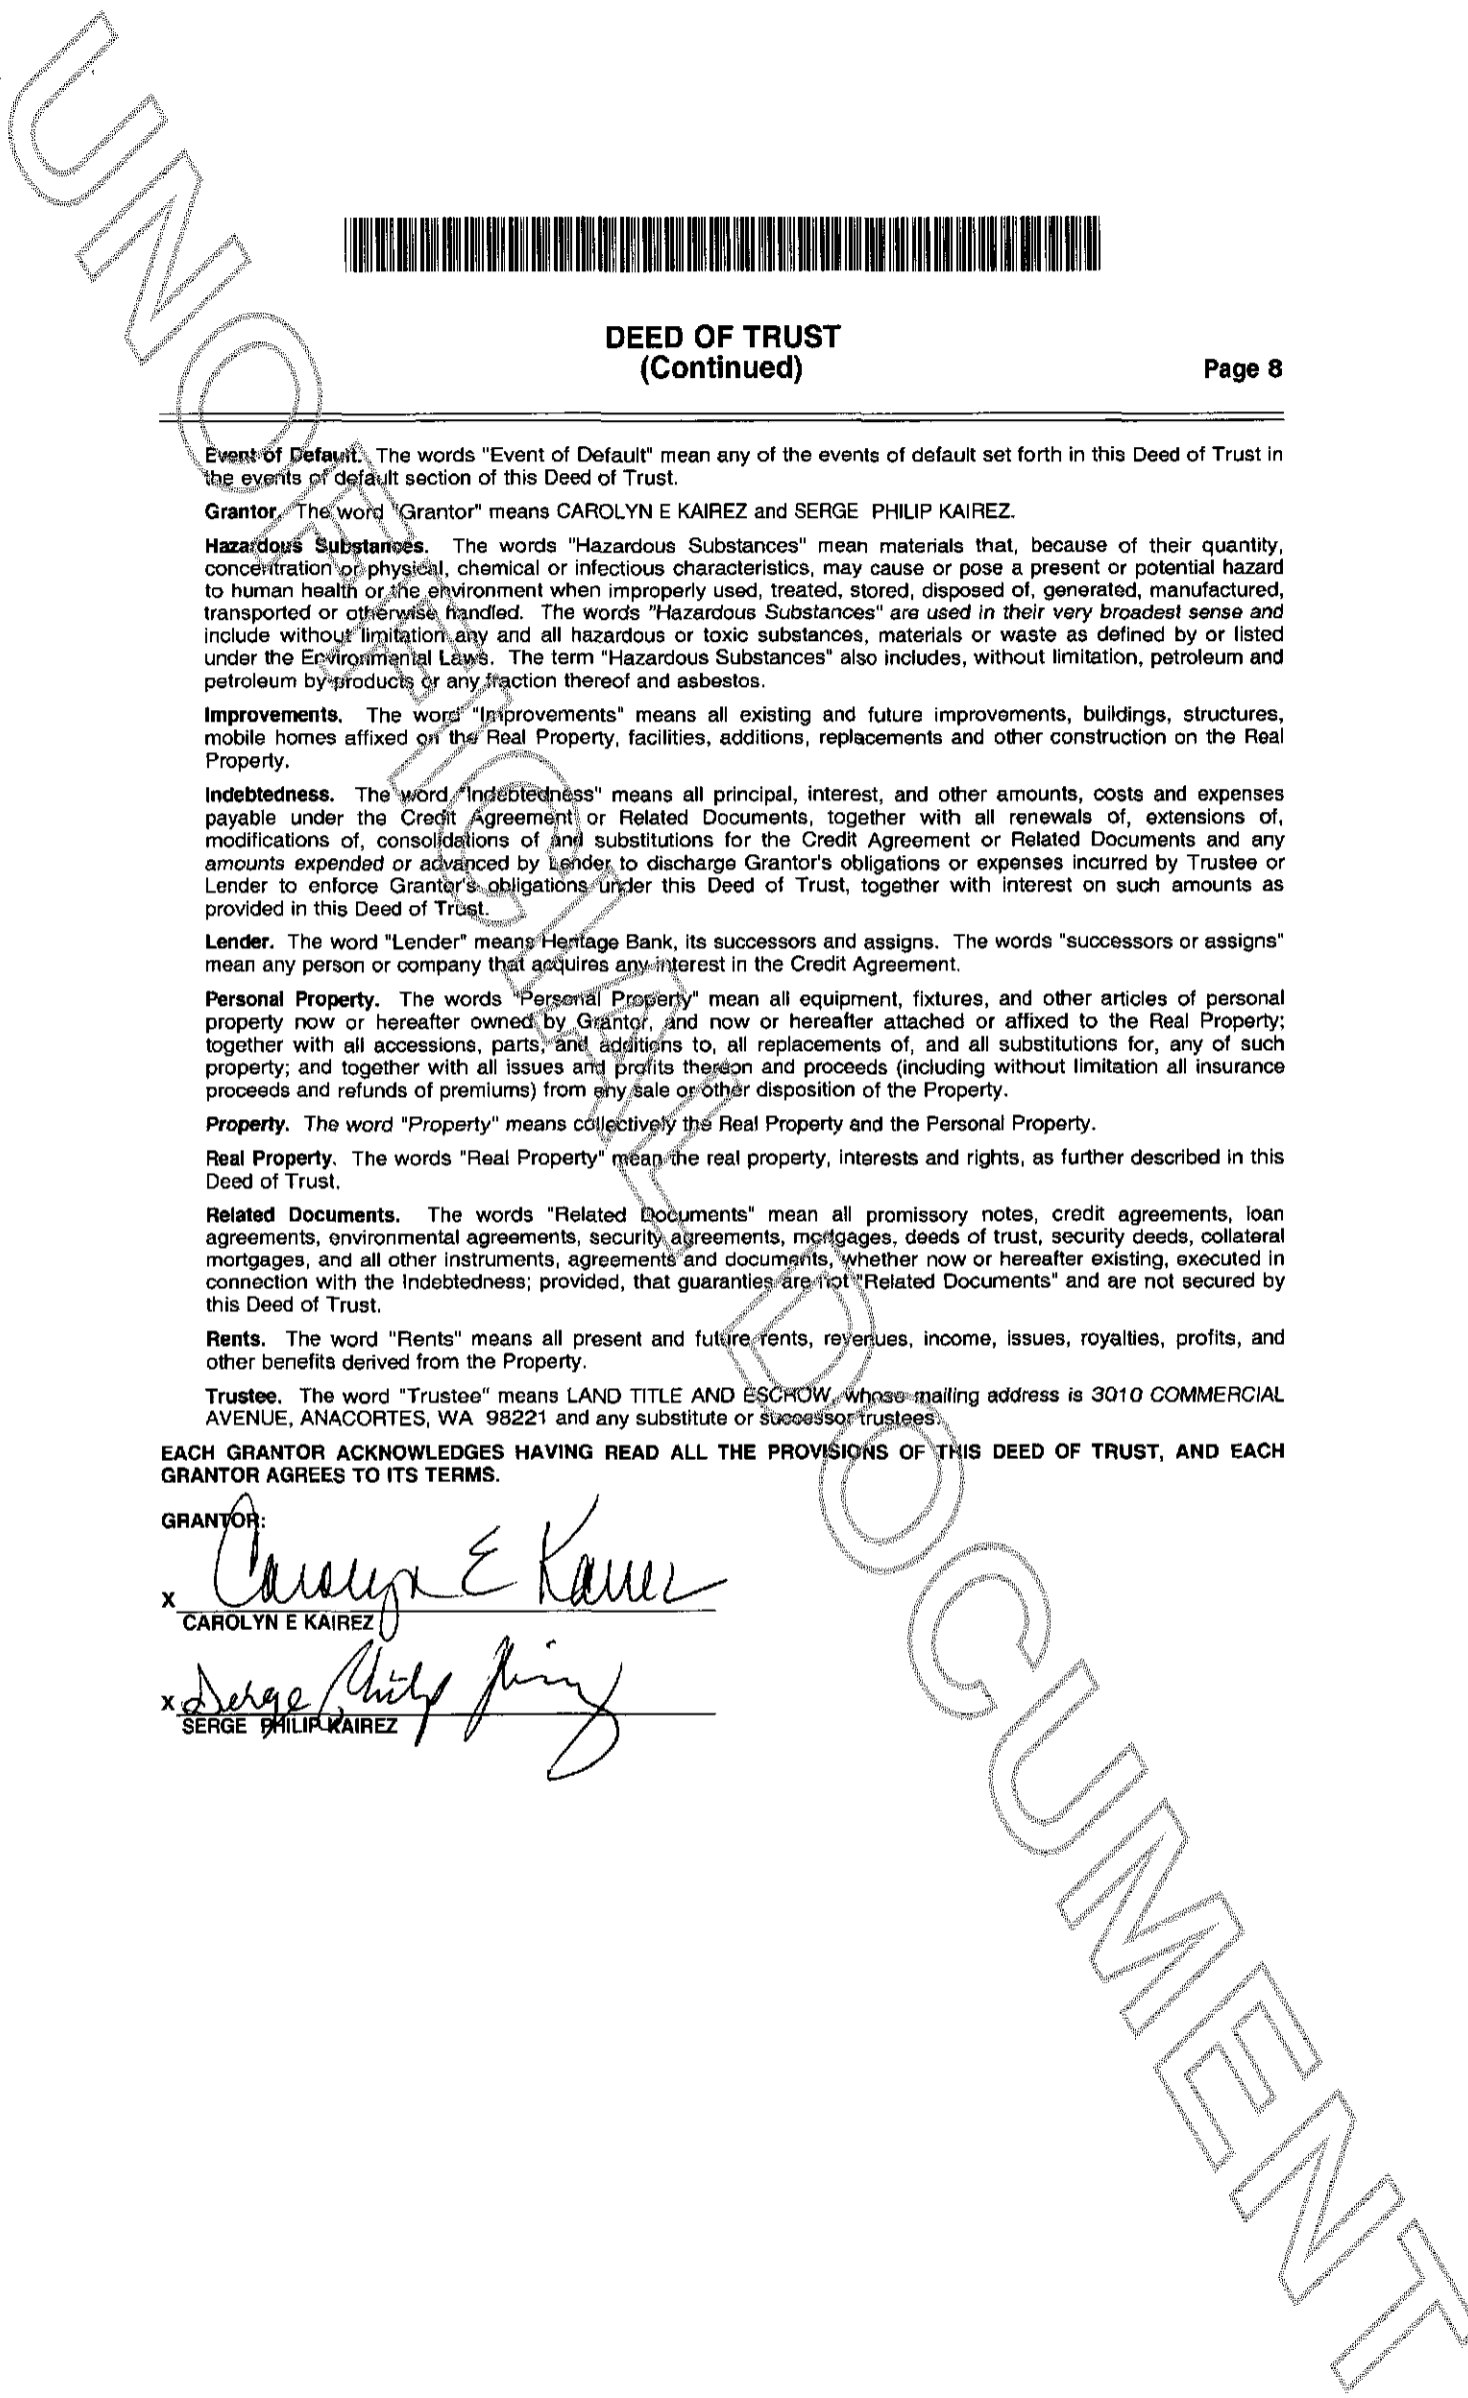 DEED OF TRUST
(Continued)
Page 8
Event of Default. The words "Event of Default" mean any of the events of default set forth in this Deed of Trust in
the events of default section of this Deed of Trust.
Grantor. The word "Grantor" means CAROLYN E KAIREZ and SERGE PHILIP KAIREZ.
Hazardous Substances. The words "Hazardous Substances" mean materials that, because of their quantity,
concentration or physical, chemical or infectious characteristics, may cause or pose a present or potential hazard
to human health or the environment when improperly used, treated, stored, disposed of, generated, manufactured,
transported or otherwise handled. The words "Hazardous Substances" are used in their very broadest sense and
include without limitation any and all hazardous or toxic substances, materials or waste as defined by or listed
under the Environmental Laws. The term "Hazardous Substances" also includes, without limitation, petroleum and
petroleum by-products or any fraction thereof and asbestos.
Improvements. The word "Improvements" means all existing and future improvements, buildings, structures,
mobile homes affixed on the Real Property, facilities, additions, replacements and other construction on the Real
Property.
Indebtedness. The word "Indebtedness" means all principal, interest, and other amounts, costs and expenses
payable under the Credit Agreement or Related Documents, together with all renewals of, extensions of,
modifications of, consolidations of and substitutions for the Credit Agreement or Related Documents and any
amounts expended or advanced by Lender to discharge Grantor's obligations or expenses incurred by Trustee or
Lender to enforce Grantor's obligations under this Deed of Trust, together with interest on such amounts as
provided in this Deed of Trust.
Lender. The word "Lender" means Heritage Bank, its successors and assigns. The words "successors or assigns"
mean any person or company that acquires any interest in the Credit Agreement.
Personal Property. The words "Personal Property" mean all equipment, fixtures, and other articles of personal
property now or hereafter owned by Grantor, and now or hereafter attached or affixed to the Real Property;
together with all accessions, parts, and additions to, all replacements of, and all substitutions for, any of such
property; and together with all issues and profits thereon and proceeds (including without limitation all insurance
proceeds and refunds of premiums) from any sale or other disposition of the Property.
Property. The word "Property" means collectively the Real Property and the Personal Property.
Real Property. The words "Real Property" mean the real property, interests and rights, as further described in this
Deed of Trust.
Related Documents. The words "Related Documents" mean all promissory notes, credit agreements, loan
agreements, environmental agreements, security agreements, mortgages, deeds of trust, security deeds, collateral
mortgages, and all other instruments, agreements and documents, whether now or hereafter existing, executed in
connection with the Indebtedness; provided, that guaranties are not "Related Documents" and are not secured by
this Deed of Trust.
Rents. The word "Rents" means all present and future rents, revenues, income, issues, royalties, profits, and
other benefits derived from the Property.
Trustee. The word "Trustee" means LAND TITLE AND ESCROW, whose mailing address is 3010 COMMERCIAL
AVENUE, ANACORTES, WA 98221 and any substitute or successor trustees.
EACH GRANTOR ACKNOWLEDGES HAVING READ ALL THE PROVISIONS OF THIS DEED OF TRUST, AND EACH
GRANTOR AGREES TO ITS TERMS.
GRANTOR:
X Carolyn E Kairez
CAROLYN E KAIREZ
X Serge Philip
SERGE PHILIP KAIREZ
UNOFFICIAL DOCUMENT